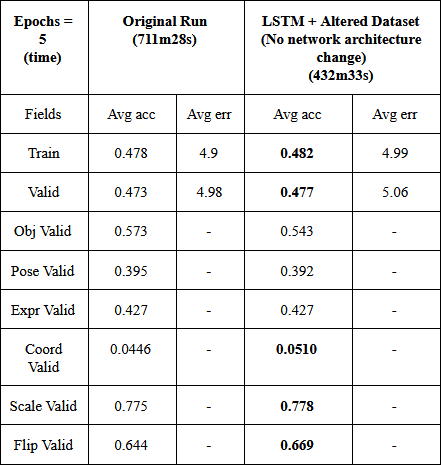 Epochs = 5 (time) Original Run (711m28s) LSTM + Altered Dataset (No network architecture change) (432m33s)
Fields Avg acc Avg err Avg acc Avg err
Train 0.478 4.9 0.482 4.99
Valid 0.473 4.98 0.477 5.06
Obj Valid 0.573 - 0.543 -
Pose Valid 0.395 - 0.392 -
Expr Valid 0.427 - 0.427 -
Coord Valid 0.0446 - 0.0510 -
Scale Valid 0.775 - 0.778 -
Flip Valid 0.644 - 0.669 -